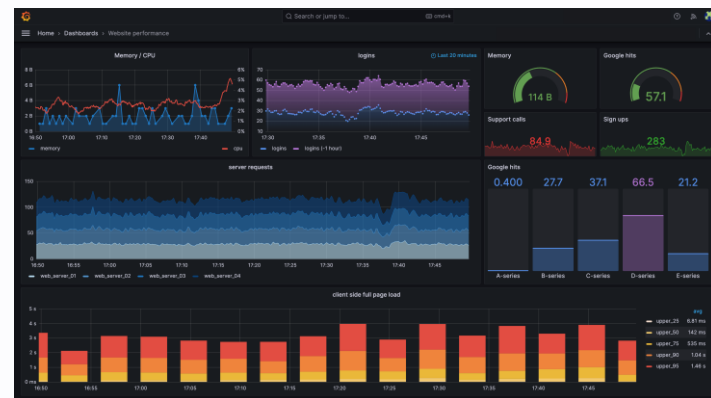 Search or jump to...
cmd+k
Home › Dashboards › Website performance
Memory / CPU
8 B
6 B
4 B
2 B
0 B
8%
6%
5%
3%
2%
0%
16:50 17:00 17:10 17:20 17:30 17:40
memory cpu
logins
Last 20 minutes
70
60
50
40
30
20
10
17:30 17:35 17:40 17:45
logins logins (-1 hour)
Memory
114 B
Google hits
57.1
Support calls
84.9
Sign ups
283
server requests
150
100
50
0
16:50 16:55 17:00 17:05 17:10 17:15 17:20 17:25 17:30 17:35 17:40 17:45
web_server_01 web_server_02 web_server_03 web_server_04
Google hits
0.400 27.7 37.1 66.5 21.2
A-series B-series C-series D-series E-series
client side full page load
5 s
4 s
3 s
2 s
1 s
0 ms
16:50 16:55 17:00 17:05 17:10 17:15 17:20 17:25 17:30 17:35 17:40 17:45
avg
upper_25 6.81 ms
upper_50 142 ms
upper_75 535 ms
upper_90 1.04 s
upper_95 1.46 s